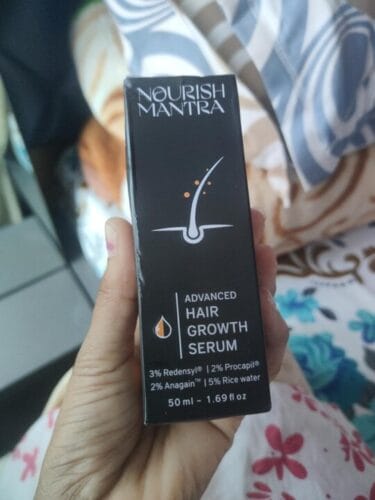 NOURISH
MANTRA
ADVANCED
HAIR
GROWTH
SERUM
3% Redensyl® | 2% Procapil®
2% Anagain™ | 5% Rice water
50 ml - 1.69 fl oz